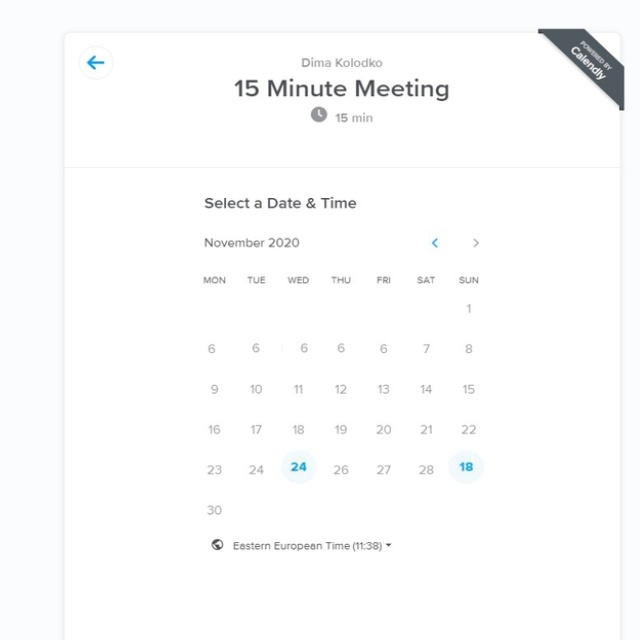 POWERED BY
Calendly
Dima Kolodko
15 Minute Meeting
15 min
Select a Date & Time
November 2020
MON TUE WED THU FRI SAT SUN
1
6 6 6 6 6 7 8
9 10 11 12 13 14 15
16 17 18 19 20 21 22
23 24 24 26 27 28 18
30
Eastern European Time (11:38)